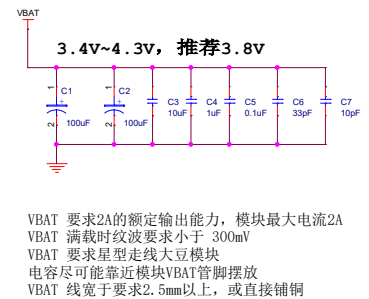 VBAT
3.4V~4.3V，推荐3.8V
1 C1 1 C2 C3 C4 C5 C6 C7
2 100uF 2 100uF 10uF 1uF 0.1uF 33pF 10pF
VBAT 要求2A的额定输出能力，模块最大电流2A
VBAT 满载时纹波要求小于 300mV
VBAT 要求星型走线大豆模块
电容尽可能靠近模块VBAT管脚摆放
VBAT 线宽于要求2.5mm以上，或直接铺铜